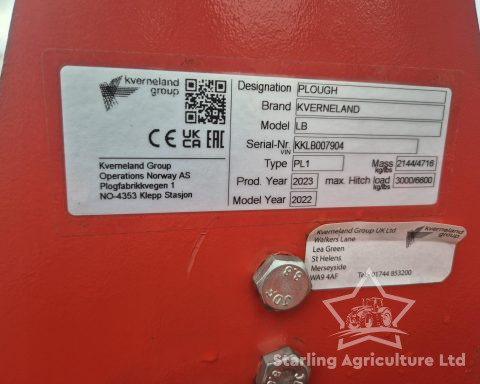 kverneland
group
CE UK CA EAC
Kverneland Group
Operations Norway AS
Plogfabrikkvegen 1
NO-4353 Klepp Stasjon
Designation PLOUGH
Brand KVERNELAND
Model LB
Serial-Nr. VIN KKLB007904
Type PL1 Mass kg/lbs 2144/4716
Prod. Year 2023 max. Hitch load kg/lbs 3000/6600
Model Year 2022
Kverneland Group UK Ltd
Walkers Lane
Lea Green
St Helens
Merseyside
WA9 4AF Tel 01744 853200
kverneland
group
8.8
Starling Agriculture Ltd